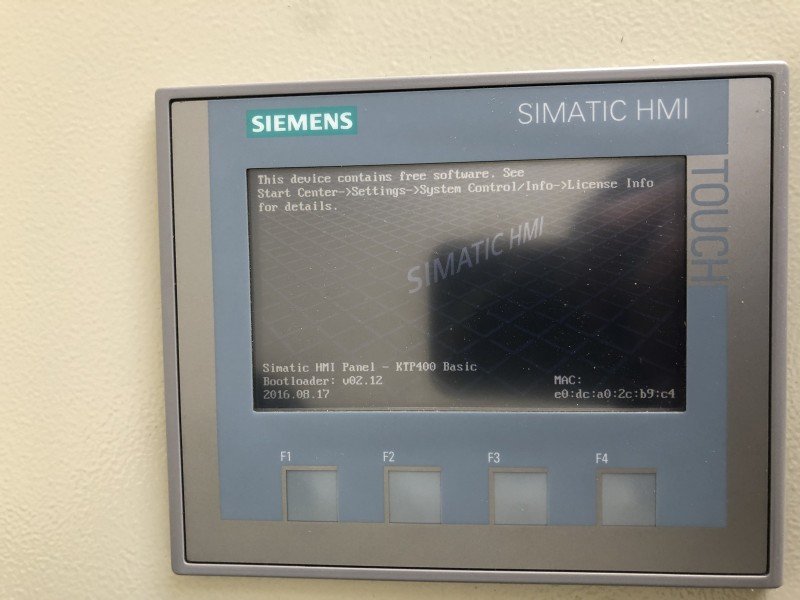 SIEMENS
SIMATIC HMI
TOUCH
This device contains free software. See
Start Center->Settings->System Control/Info->License Info
for details.
SIMATIC HMI
Simatic HMI Panel - KTP400 Basic
Bootloader: v02.12
2016.08.17
MAC:
e0:dc:a0:2c:b9:c4
F1
F2
F3
F4